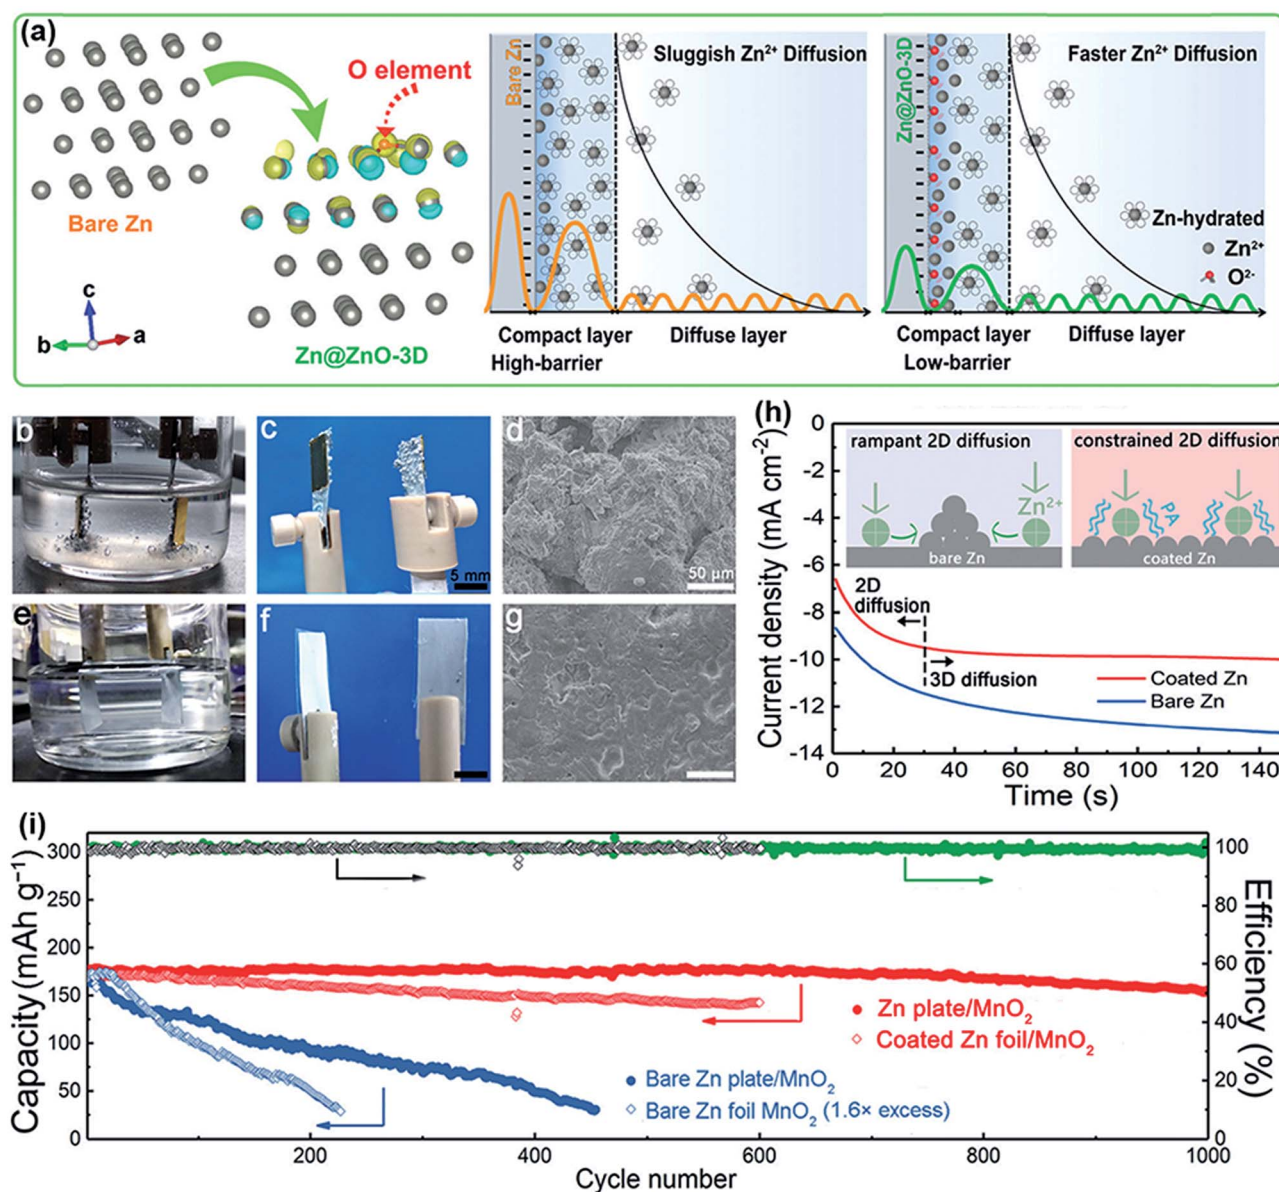 (a)
O element
Bare Zn
Zn@ZnO-3D
c
b
a
Bare Zn
Sluggish Zn²⁺ Diffusion
Compact layer
High-barrier
Diffuse layer
Zn@ZnO-3D
Faster Zn²⁺ Diffusion
Zn-hydrated
Zn²⁺
O²⁻
Compact layer
Low-barrier
Diffuse layer
b
c
5 mm
d
50 μm
e
f
g
(h)
Current density (mA cm⁻²)
0
-2
-4
-6
-8
-10
-12
-14
rampant 2D diffusion
Zn²⁺
bare Zn
constrained 2D diffusion
PA
coated Zn
2D
diffusion
3D diffusion
Coated Zn
Bare Zn
0 20 40 60 80 100 120 140
Time (s)
(i)
Capacity (mAh g⁻¹)
300
250
200
150
100
50
0
Zn plate/MnO₂
Coated Zn foil/MnO₂
Bare Zn plate/MnO₂
Bare Zn foil MnO₂ (1.6× excess)
100
80
60
40
20
0
Efficiency (%)
200 400 600 800 1000
Cycle number